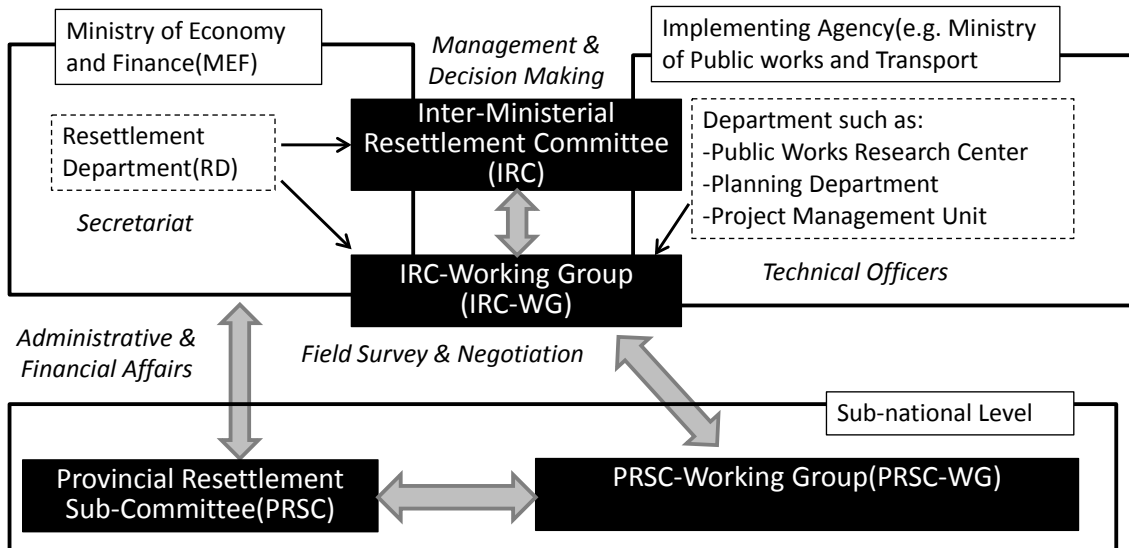 Ministry of Economy
and Finance(MEF)
Management &
Decision Making
Implementing Agency(e.g. Ministry
of Public works and Transport
Resettlement
Department(RD)
Secretariat
Inter-Ministerial
Resettlement Committee
(IRC)
Department such as:
-Public Works Research Center
-Planning Department
-Project Management Unit
Technical Officers
IRC-Working Group
(IRC-WG)
Administrative &
Financial Affairs
Field Survey & Negotiation
Sub-national Level
Provincial Resettlement
Sub-Committee(PRSC)
PRSC-Working Group(PRSC-WG)